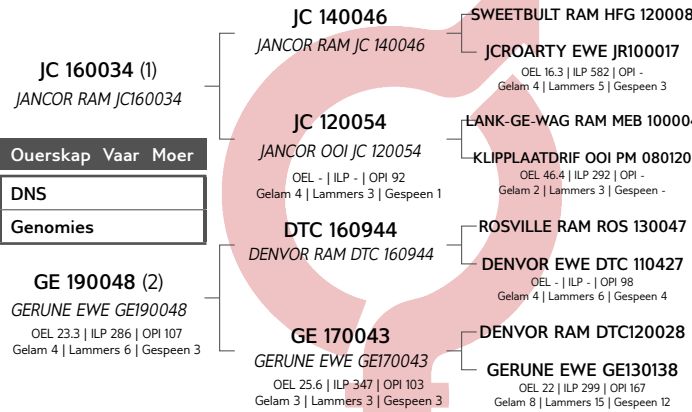 JC 140046
JANCOR RAM JC 140046
SWEETBULT RAM HFG 120008
JCROARTY EWE JR100017
OEL 16.3 | ILP 582 | OPI -
Gelam 4 | Lammers 5 | Gespeen 3
JC 160034 (1)
JANCOR RAM JC160034
JC 120054
JANCOR OOI JC 120054
OEL - | ILP - | OPI 92
Gelam 4 | Lammers 3 | Gespeen 1
LANK-GE-WAG RAM MEB 100004
KLIPPLAATDRIF OOI PM 080120
OEL 46.4 | ILP 292 | OPI -
Gelam 2 | Lammers 3 | Gespeen -
Ouerskap Vaar Moer
DNS
Genomies
DTC 160944
DENVOR RAM DTC 160944
ROSVILLE RAM ROS 130047
DENVOR EWE DTC 110427
OEL - | ILP - | OPI 98
Gelam 4 | Lammers 6 | Gespeen 4
GE 190048 (2)
GERUNE EWE GE190048
OEL 23.3 | ILP 286 | OPI 107
Gelam 4 | Lammers 6 | Gespeen 3
GE 170043
GERUNE EWE GE170043
OEL 25.6 | ILP 347 | OPI 103
Gelam 3 | Lammers 3 | Gespeen 3
DENVOR RAM DTC120028
GERUNE EWE GE130138
OEL 22 | ILP 299 | OPI 167
Gelam 8 | Lammers 15 | Gespeen 12